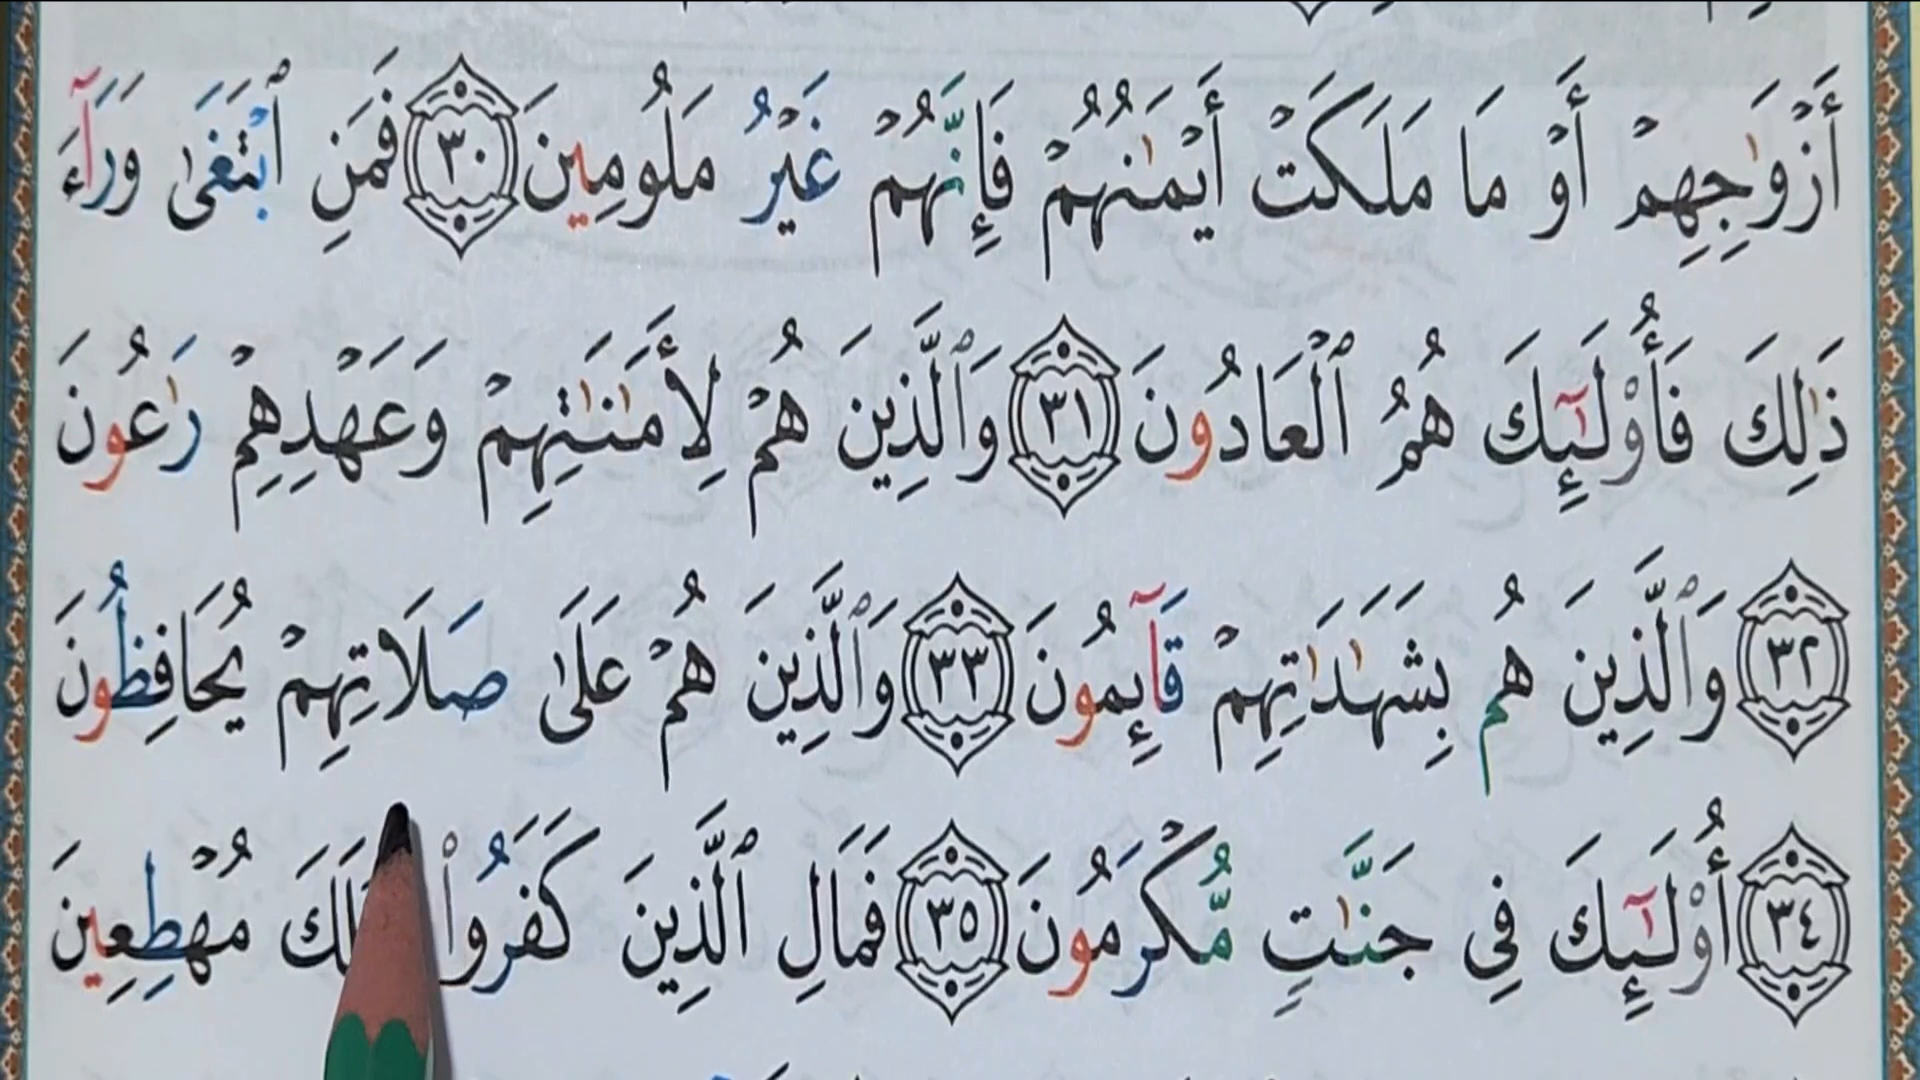 أَزْوَٰجِهِمْ أَوْ مَا مَلَكَتْ أَيْمَـٰنُهُمْ فَإِنَّهُمْ غَيْرُ مَلُومِينَ ٣٠ فَمَنِ ٱبْتَغَىٰ وَرَآءَ
ذَٰلِكَ فَأُو۟لَـٰٓئِكَ هُمُ ٱلْعَادُونَ ٣١ وَٱلَّذِينَ هُمْ لِأَمَـٰنَـٰتِهِمْ وَعَهْدِهِمْ رَٰعُونَ
٣٢ وَٱلَّذِينَ هُم بِشَهَـٰدَٰتِهِمْ قَآئِمُونَ ٣٣ وَٱلَّذِينَ هُمْ عَلَىٰ صَلَاتِهِمْ يُحَافِظُونَ
٣٤ أُو۟لَـٰٓئِكَ فِى جَنَّـٰتٍ مُّكْرَمُونَ ٣٥ فَمَالِ ٱلَّذِينَ كَفَرُوا۟ مُهْطِعِينَ